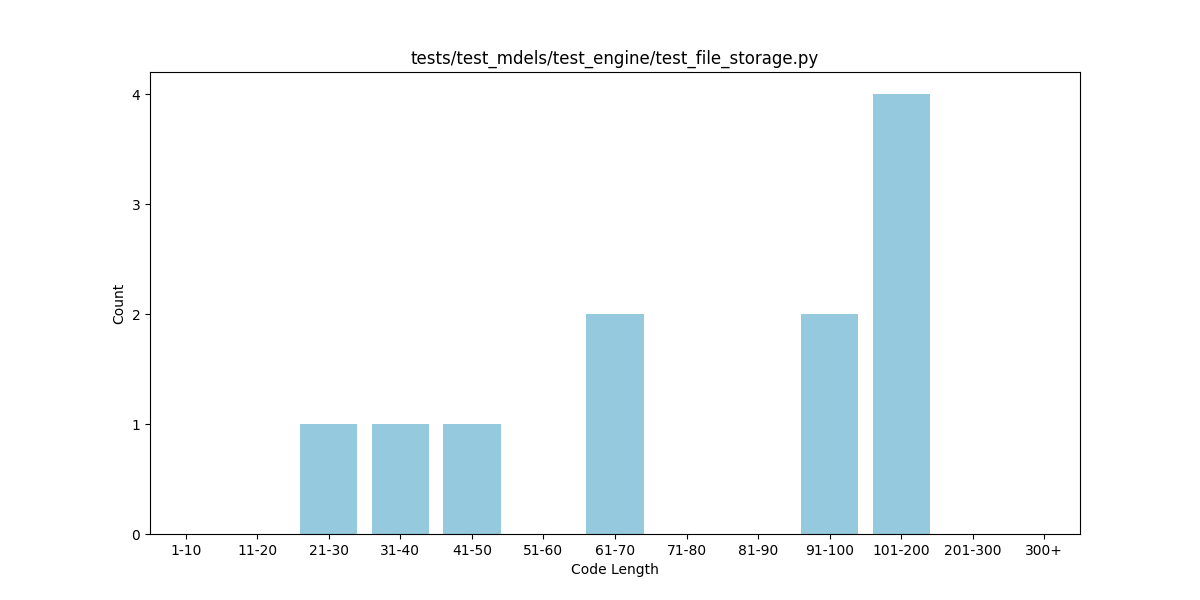 tests/test_mdels/test_engine/test_file_storage.py
4
3
2
1
0
Count
1-10 11-20 21-30 31-40 41-50 51-60 61-70 71-80 81-90 91-100 101-200 201-300 300+
Code Length